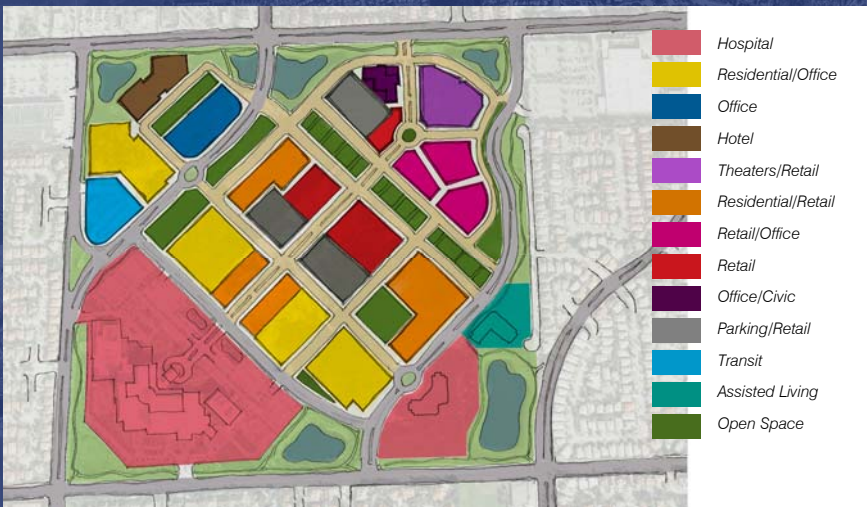 Hospital
Residential/Office
Office
Hotel
Theaters/Retail
Residential/Retail
Retail/Office
Retail
Office/Civic
Parking/Retail
Transit
Assisted Living
Open Space